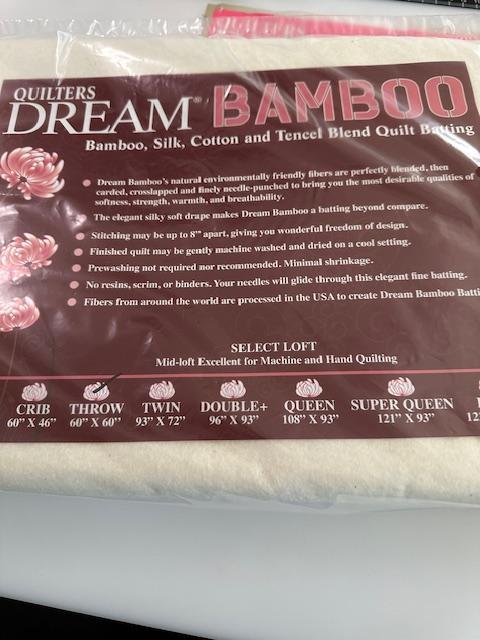 QUILTERS
DREAM® BAMBOO
Bamboo, Silk, Cotton and Tencel Blend Quilt Batting
Dream Bamboo's natural environmentally friendly fibers are perfectly blended, then
carded, crosslapped and finely needle-punched to bring you the most desirable qualities of
softness, strength, warmth, and breathability.
The elegant silky soft drape makes Dream Bamboo a batting beyond compare.
Stitching may be up to 8" apart, giving you wonderful freedom of design.
Finished quilt may be gently machine washed and dried on a cool setting.
Prewashing not required nor recommended. Minimal shrinkage.
No resins, scrim, or binders. Your needles will glide through this elegant fine batting.
Fibers from around the world are processed in the USA to create Dream Bamboo Batti
SELECT LOFT
Mid-loft Excellent for Machine and Hand Quilting
CRIB THROW TWIN DOUBLE+ QUEEN SUPER QUEEN
60" X 46" 60" X 60" 93" X 72" 96" X 93" 108" X 93" 121" X 93"